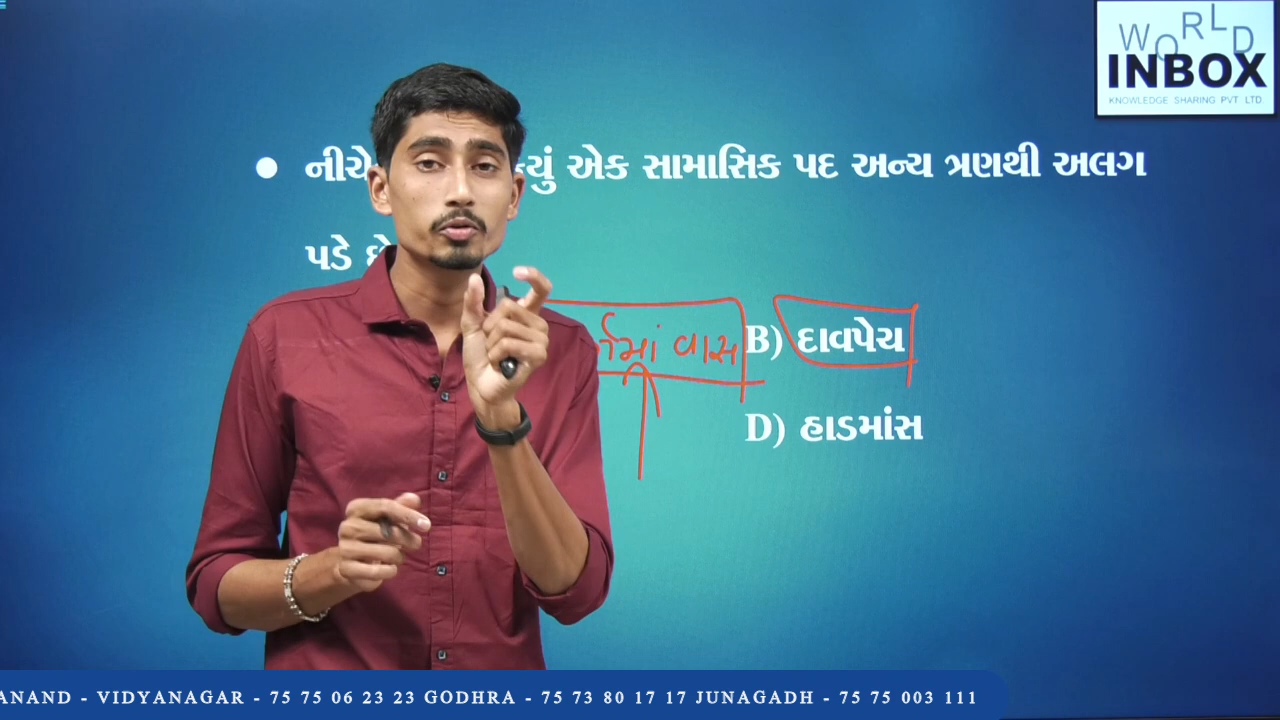 WORLD
INBOX
KNOWLEDGE SHARING PVT LTD.
એક સામાસિક પદ અન્ય ત્રણથી અલગ
પડે
વાસ B) દાવપેચ
D) હાડમાંસ
ANAND - VIDYANAGAR - 75 75 06 23 23 GODHRA - 75 73 80 17 17 JUNAGADH - 75 75 003 111